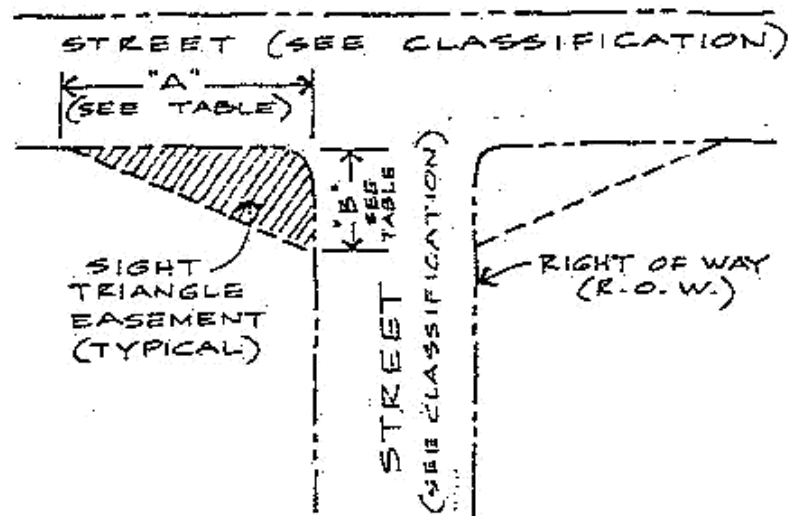 STREET (SEE CLASSIFICATION)
"A"
(SEE TABLE)
"B"
SEE
TABLE
SIGHT
TRIANGLE
EASEMENT
(TYPICAL)
STREET
(SEE CLASSIFICATION)
RIGHT OF WAY
(R.O.W.)